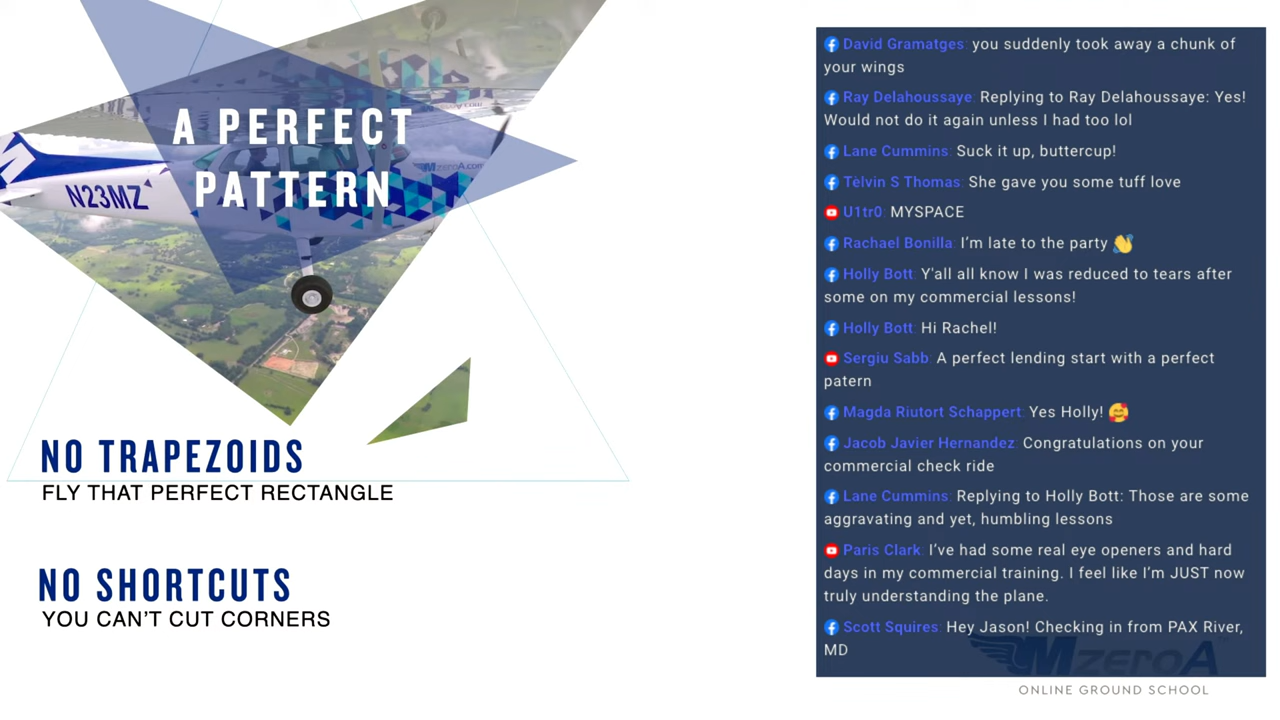 A PERFECT
PATTERN
N23MZ
MzeroA.com
NO TRAPEZOIDS
FLY THAT PERFECT RECTANGLE
NO SHORTCUTS
YOU CAN'T CUT CORNERS
David Gramatges: you suddenly took away a chunk of
your wings
Ray Delahoussaye: Replying to Ray Delahoussaye: Yes!
Would not do it again unless I had too lol
Lane Cummins: Suck it up, buttercup!
Tèlvin S Thomas: She gave you some tuff love
U1tr0: MYSPACE
Rachael Bonilla: I'm late to the party 👋
Holly Bott: Y'all all know I was reduced to tears after
some on my commercial lessons!
Holly Bott: Hi Rachel!
Sergiu Sabb: A perfect lending start with a perfect
patern
Magda Riutort Schappert: Yes Holly! 🥰
Jacob Javier Hernandez: Congratulations on your
commercial check ride
Lane Cummins: Replying to Holly Bott: Those are some
aggravating and yet, humbling lessons
Paris Clark: I've had some real eye openers and hard
days in my commercial training. I feel like I'm JUST now
truly understanding the plane.
Scott Squires: Hey Jason! Checking in from PAX River,
MD
MzeroA
ONLINE GROUND SCHOOL